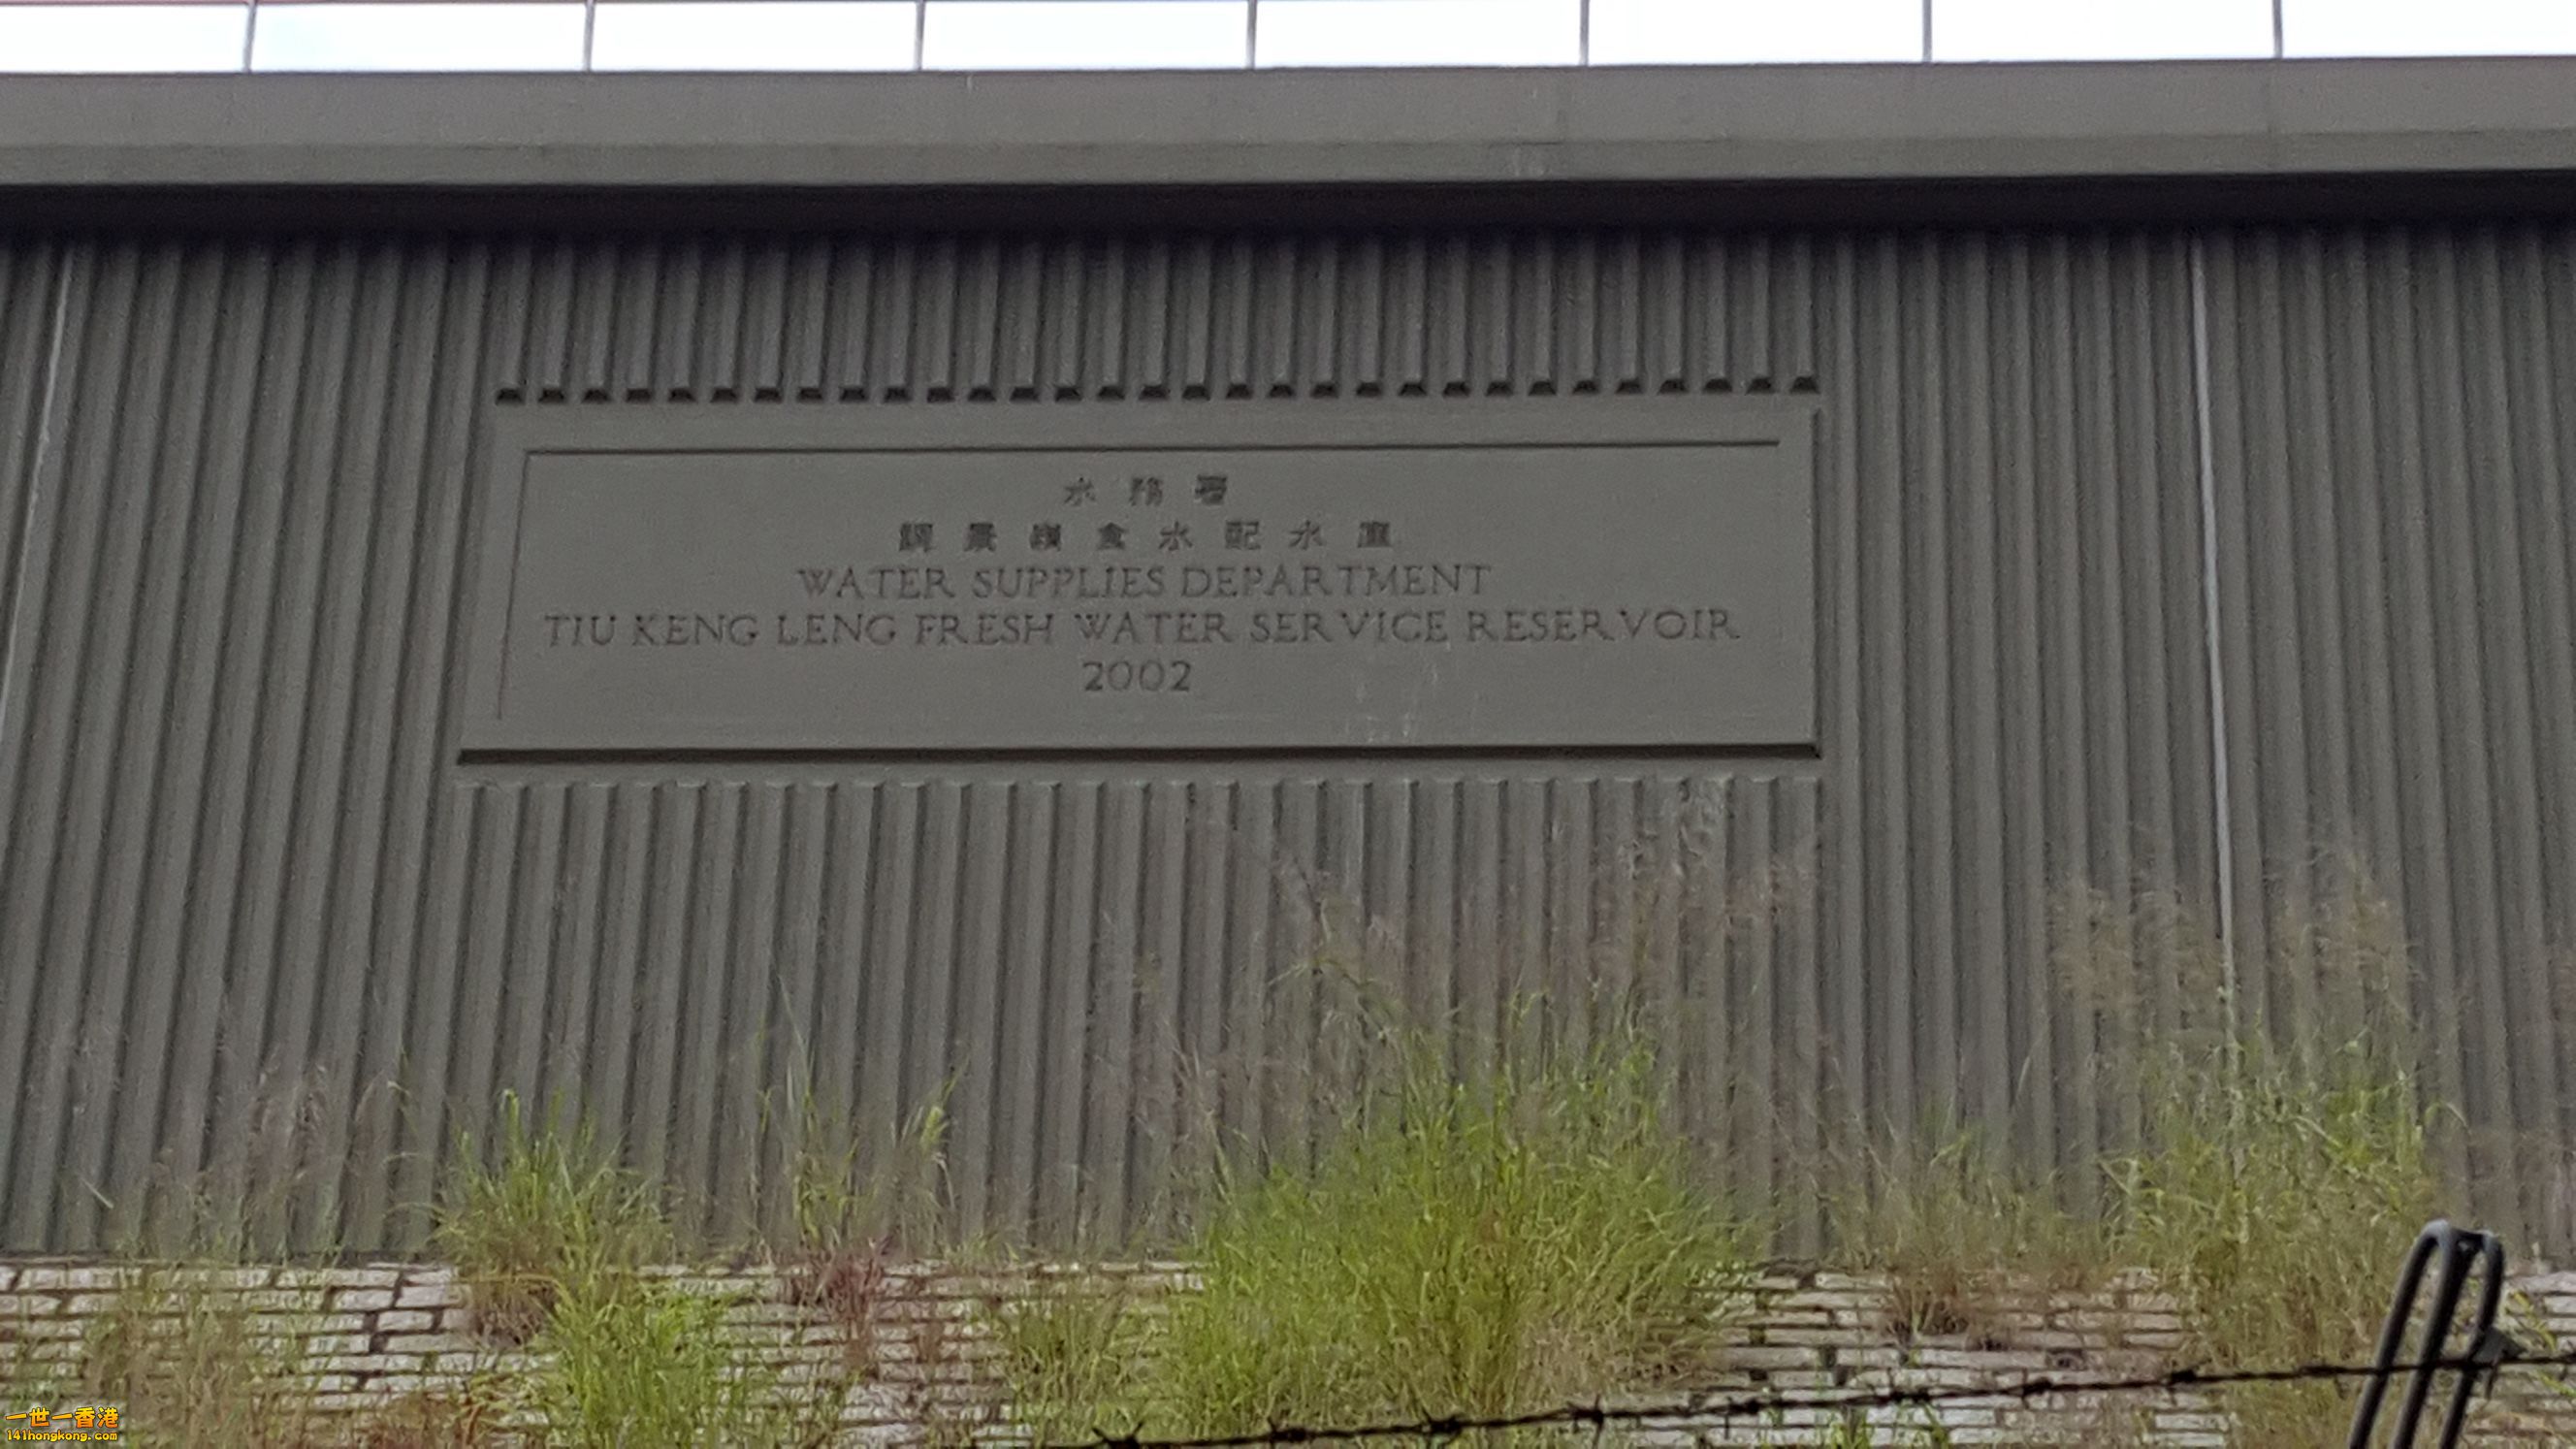 水務署
調景嶺食水配水庫
WATER SUPPLIES DEPARTMENT
TIU KENG LENG FRESH WATER SERVICE RESERVOIR
2002
一世一香港
141hongkong.com